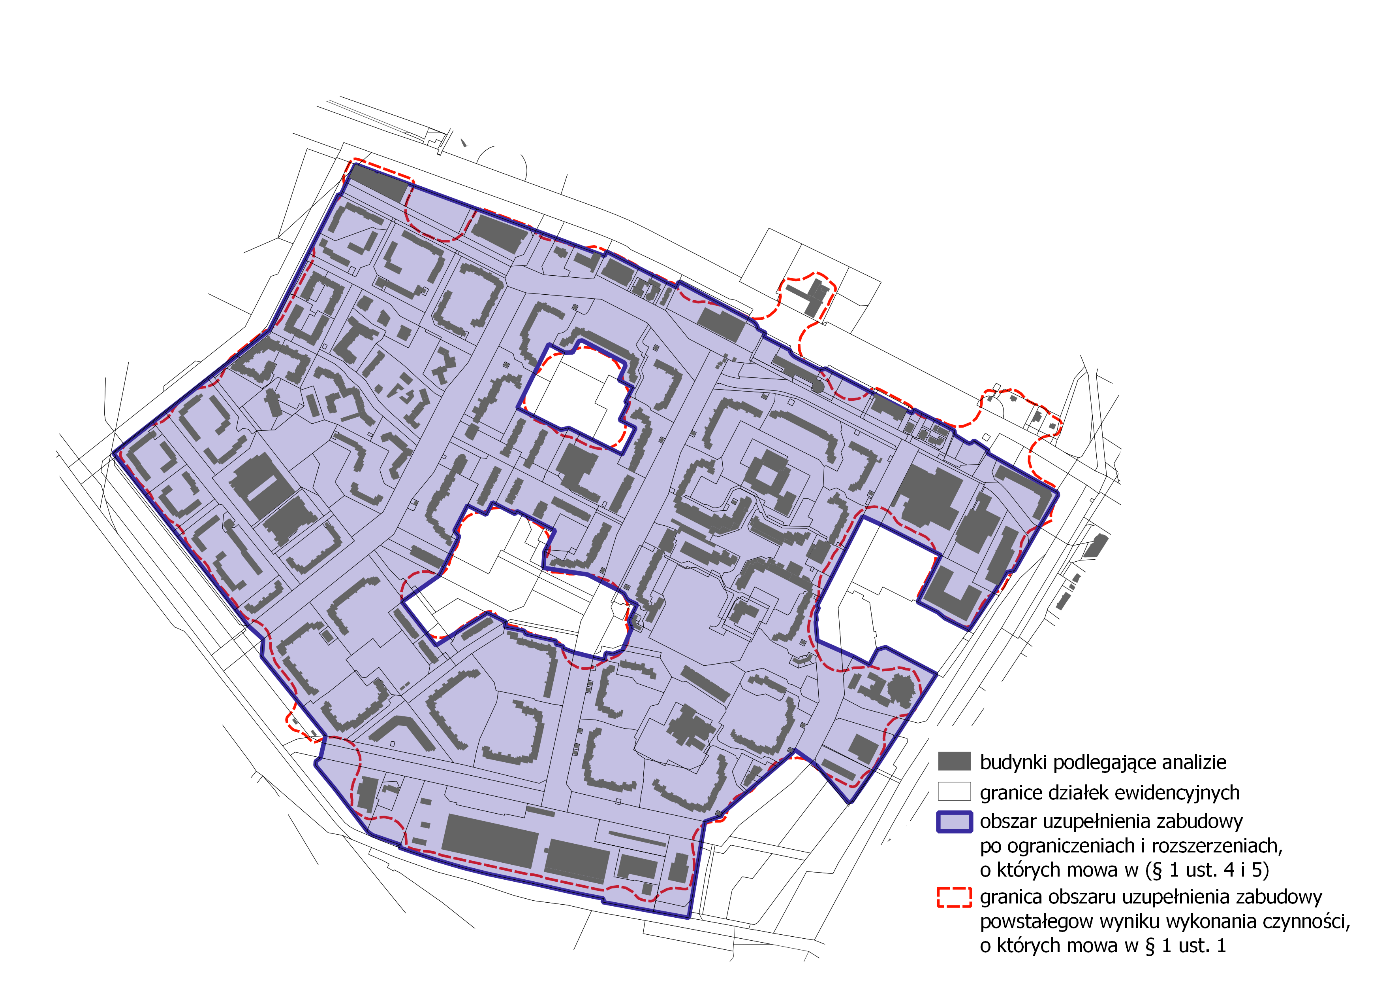 budynki podlegające analizie
granice działek ewidencyjnych
obszar uzupełnienia zabudowy
po ograniczeniach i rozszerzeniach,
o których mowa w (§ 1 ust. 4 i 5)
granica obszaru uzupełnienia zabudowy
powstałegow wyniku wykonania czynności,
o których mowa w § 1 ust. 1